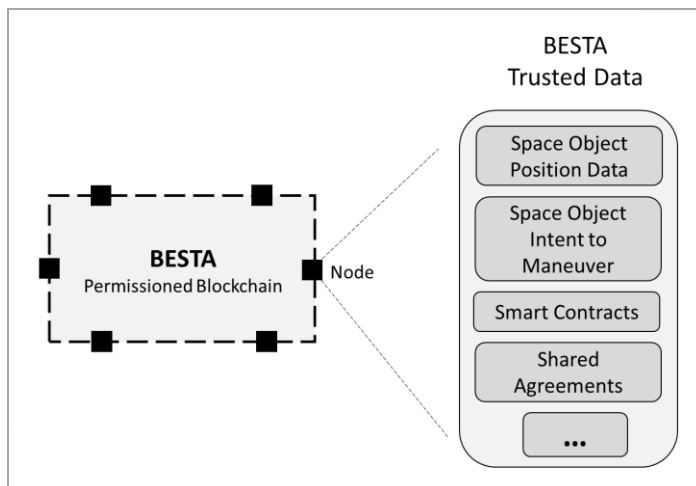 BESTA
Trusted Data
Space Object
Position Data
Space Object
Intent to
Maneuver
Smart Contracts
Shared
Agreements
...
BESTA
Permissioned Blockchain
Node